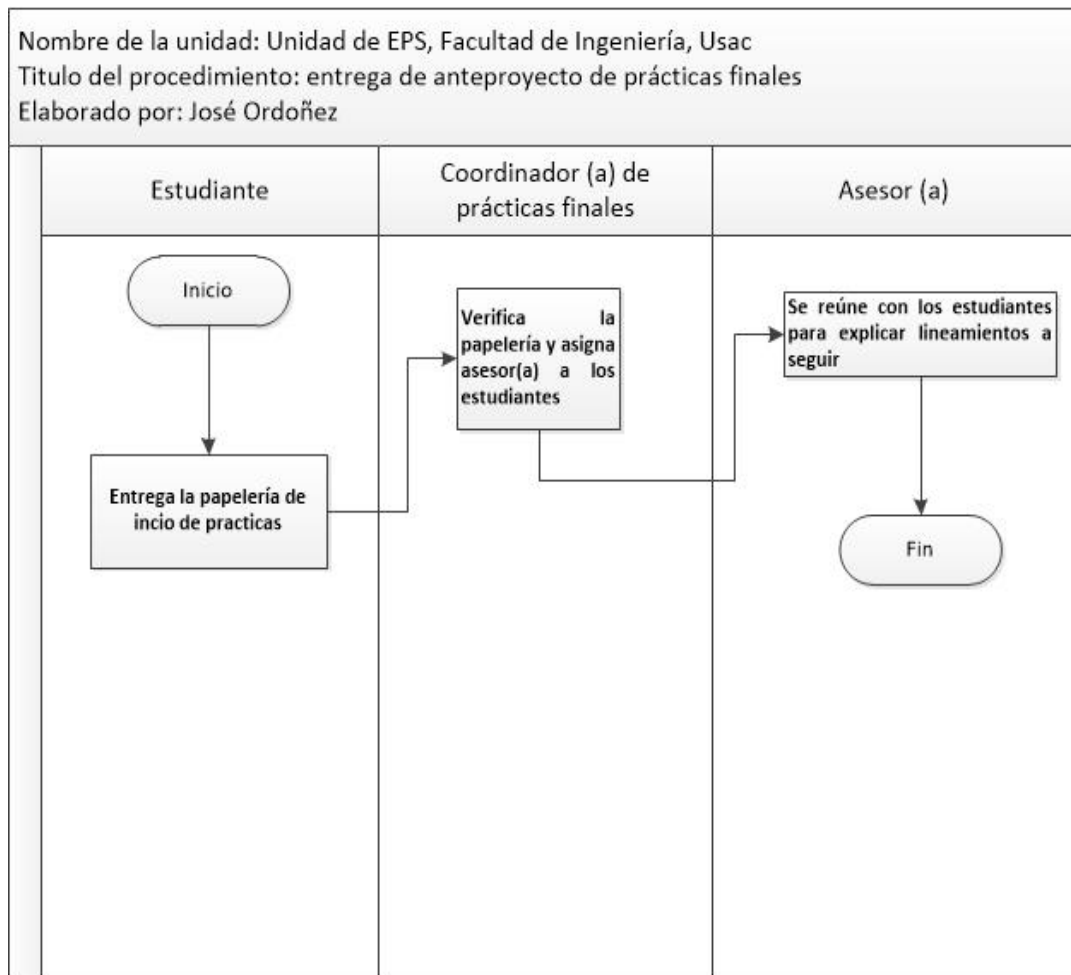 Nombre de la unidad: Unidad de EPS, Facultad de Ingeniería, Usac
Titulo del procedimiento: entrega de anteproyecto de prácticas finales
Elaborado por: José Ordoñez
Estudiante
Coordinador (a) de
prácticas finales
Asesor (a)
Inicio
Entrega la papelería de
incio de practicas
Verifica la
papelería y asigna
asesor(a) a los
estudiantes
Se reúne con los estudiantes
para explicar lineamientos a
seguir
Fin